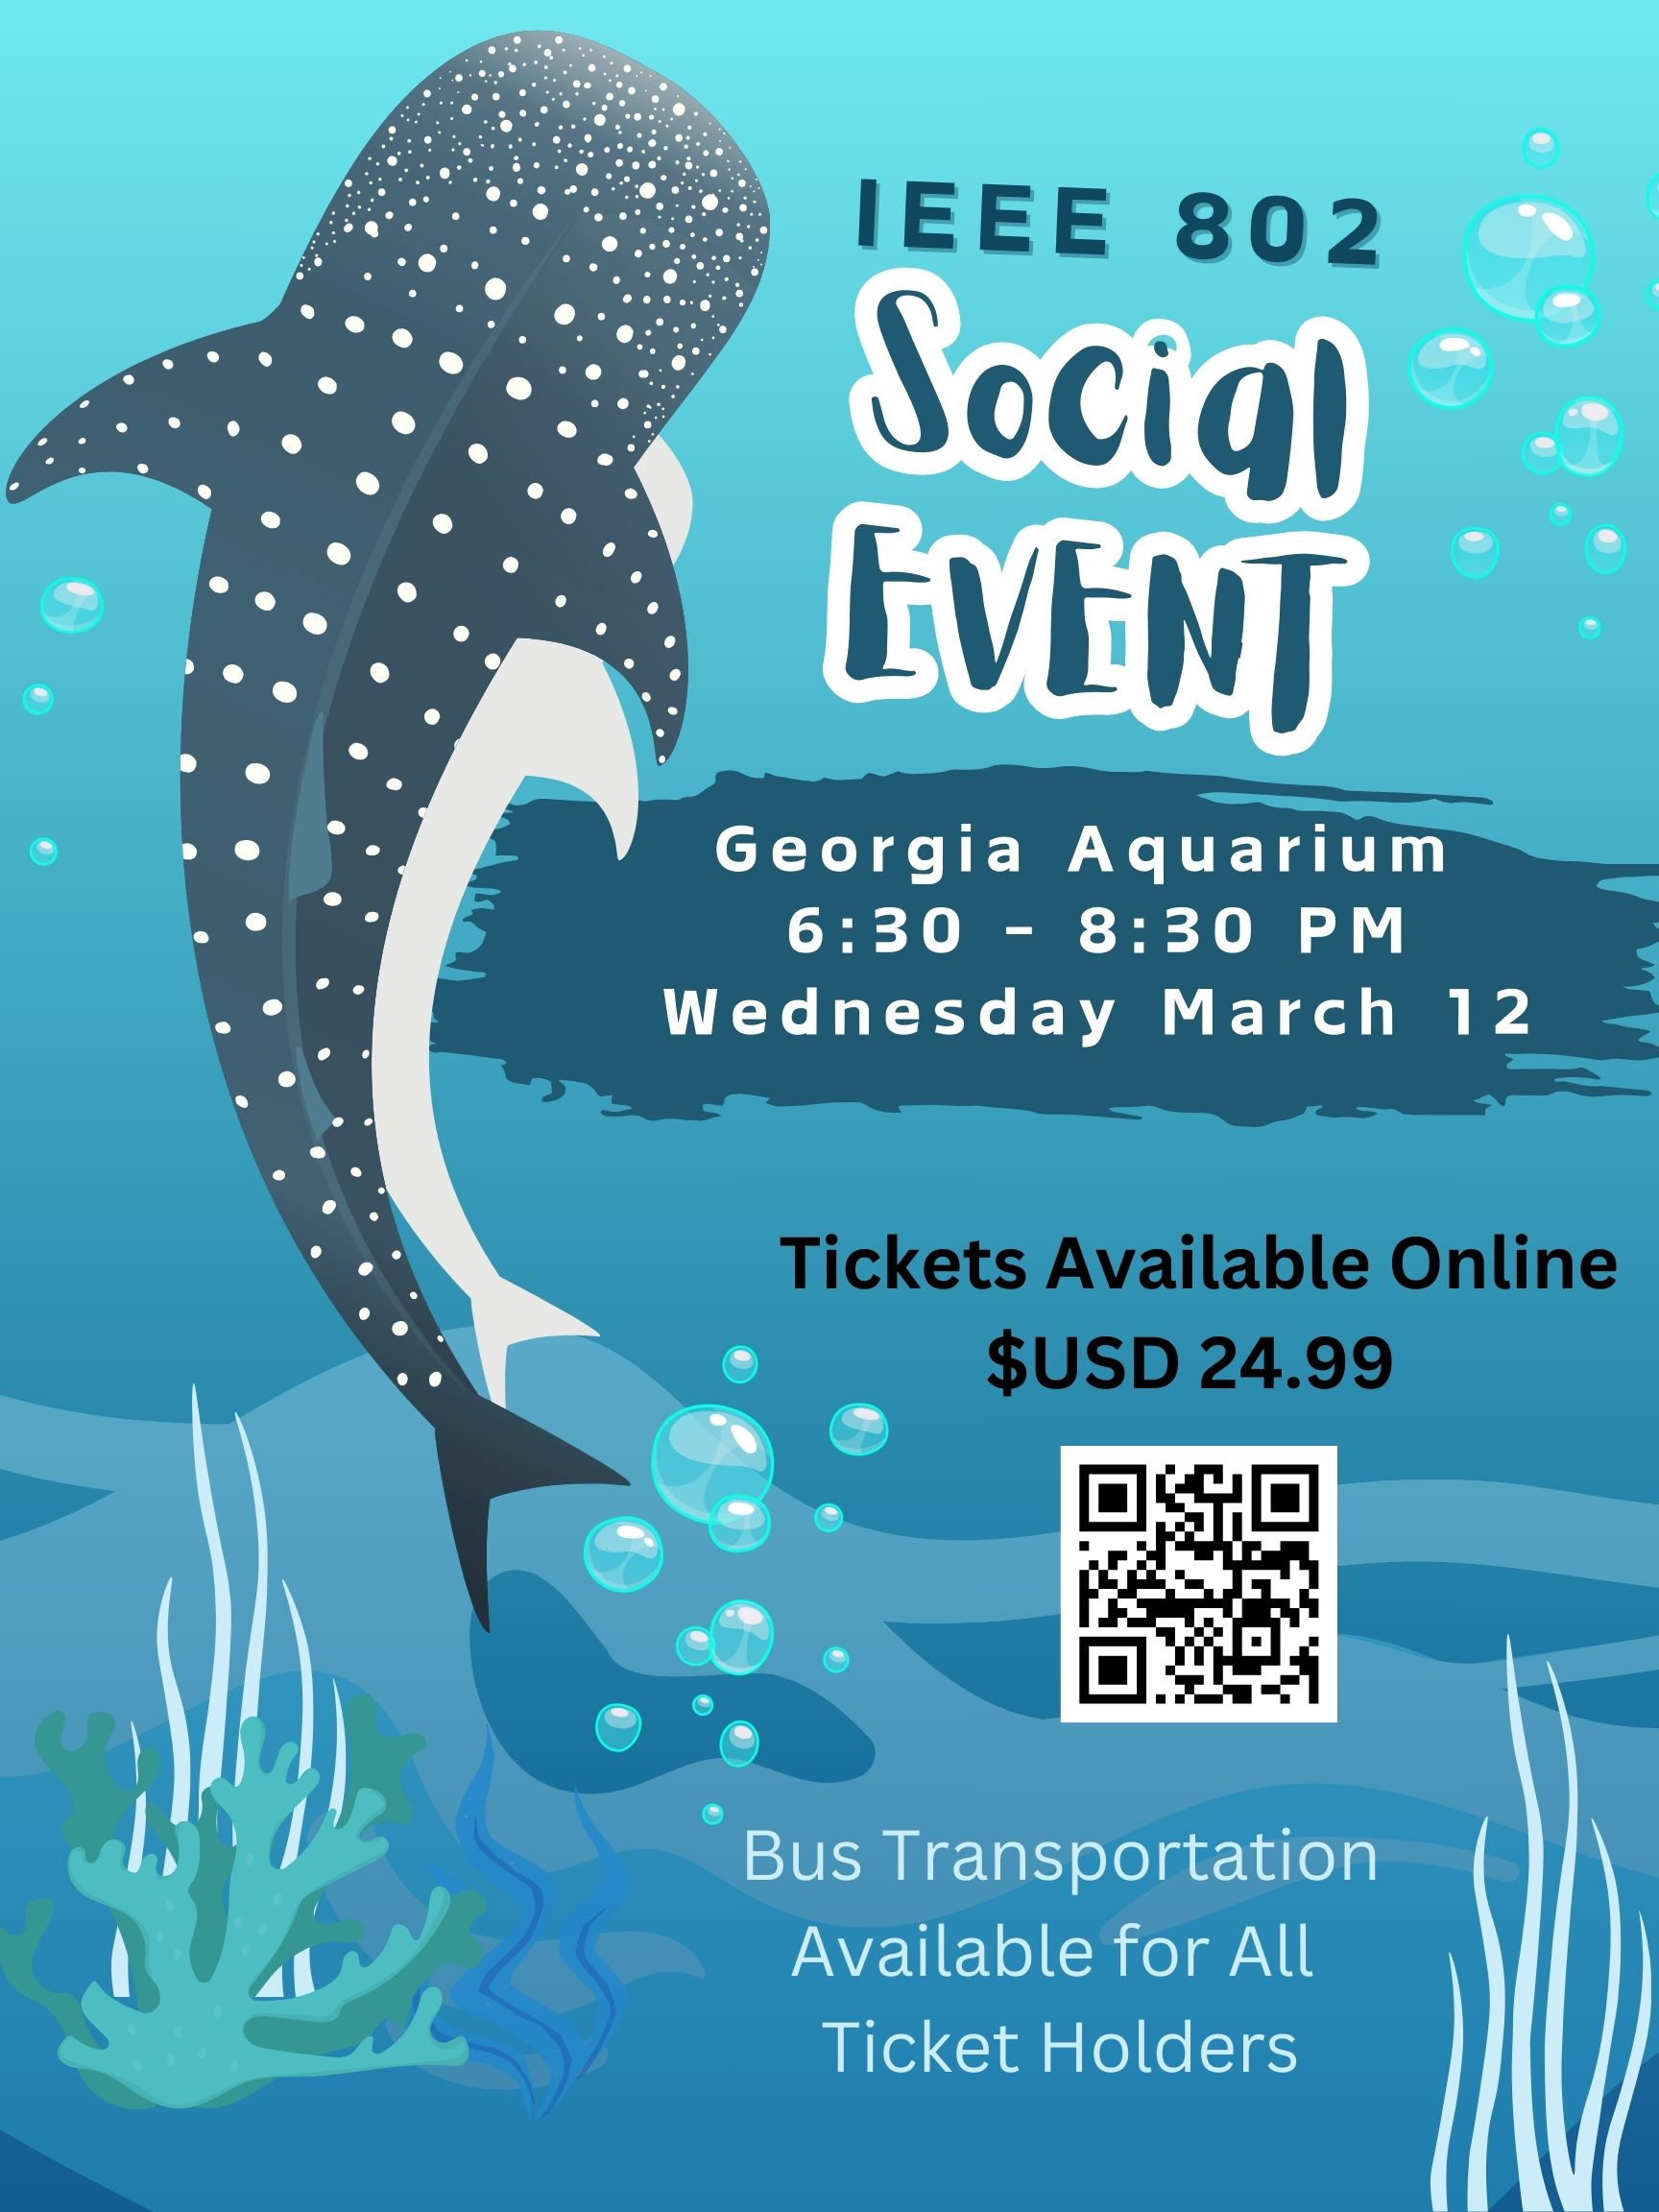 IEEE 802
Social
EVENT
Georgia Aquarium
6:30 - 8:30 PM
Wednesday March 12
Tickets Available Online
$USD 24.99
Bus Transportation
Available for All
Ticket Holders